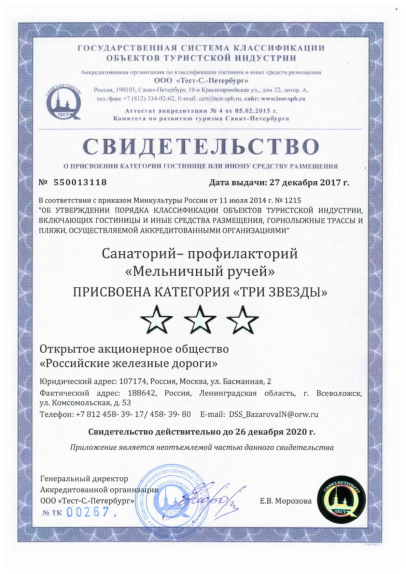 ГОСУДАРСТВЕННАЯ СИСТЕМА КЛАССИФИКАЦИИ
ОБЪЕКТОВ ТУРИСТСКОЙ ИНДУСТРИИ
Аккредитованная организация по классификации гостиниц и иных средств размещения
ООО «Тест-С.-Петербург»
Россия, 190103, Санкт-Петербург, 10-я Красноармейская ул., дом 22, литер. А,
тел./факс +7 (812) 334-02-62, E-mail: cert@test-spb.ru, сайт: www.test-spb.ru
Аттестат аккредитации № 4 от 05.02.2015 г.
Комитета по развитию туризма Санкт-Петербурга
ТЕСТ
СВИДЕТЕЛЬСТВО
О ПРИСВОЕНИИ КАТЕГОРИИ ГОСТИНИЦЕ ИЛИ ИНОМУ СРЕДСТВУ РАЗМЕЩЕНИЯ
№ 550013118 Дата выдачи: 27 декабря 2017 г.
В соответствии с приказом Минкультуры России от 11 июля 2014 г. № 1215
"ОБ УТВЕРЖДЕНИИ ПОРЯДКА КЛАССИФИКАЦИИ ОБЪЕКТОВ ТУРИСТСКОЙ ИНДУСТРИИ,
ВКЛЮЧАЮЩИХ ГОСТИНИЦЫ И ИНЫЕ СРЕДСТВА РАЗМЕЩЕНИЯ, ГОРНОЛЫЖНЫЕ ТРАССЫ И
ПЛЯЖИ, ОСУЩЕСТВЛЯЕМОЙ АККРЕДИТОВАННЫМИ ОРГАНИЗАЦИЯМИ"
Санаторий– профилакторий
«Мельничный ручей»
ПРИСВОЕНА КАТЕГОРИЯ «ТРИ ЗВЕЗДЫ»
Открытое акционерное общество
«Российские железные дороги»
Юридический адрес: 107174, Россия, Москва, ул. Басманная, 2
Фактический адрес: 188642, Россия, Ленинградская область, г. Всеволожск,
ул. Комсомольская, д. 53
Телефон: +7 812 458- 39- 17/ 458- 39- 80 E-mail: DSS_BazarovaIN@orw.ru
Свидетельство действительно до 26 декабря 2020 г.
Приложение является неотъемлемой частью данного свидетельства
Генеральный директор
Аккредитованной организации
ООО «Тест-С.-Петербург» Е.В. Морозова
№ ТК 00267.
ТЕСТ